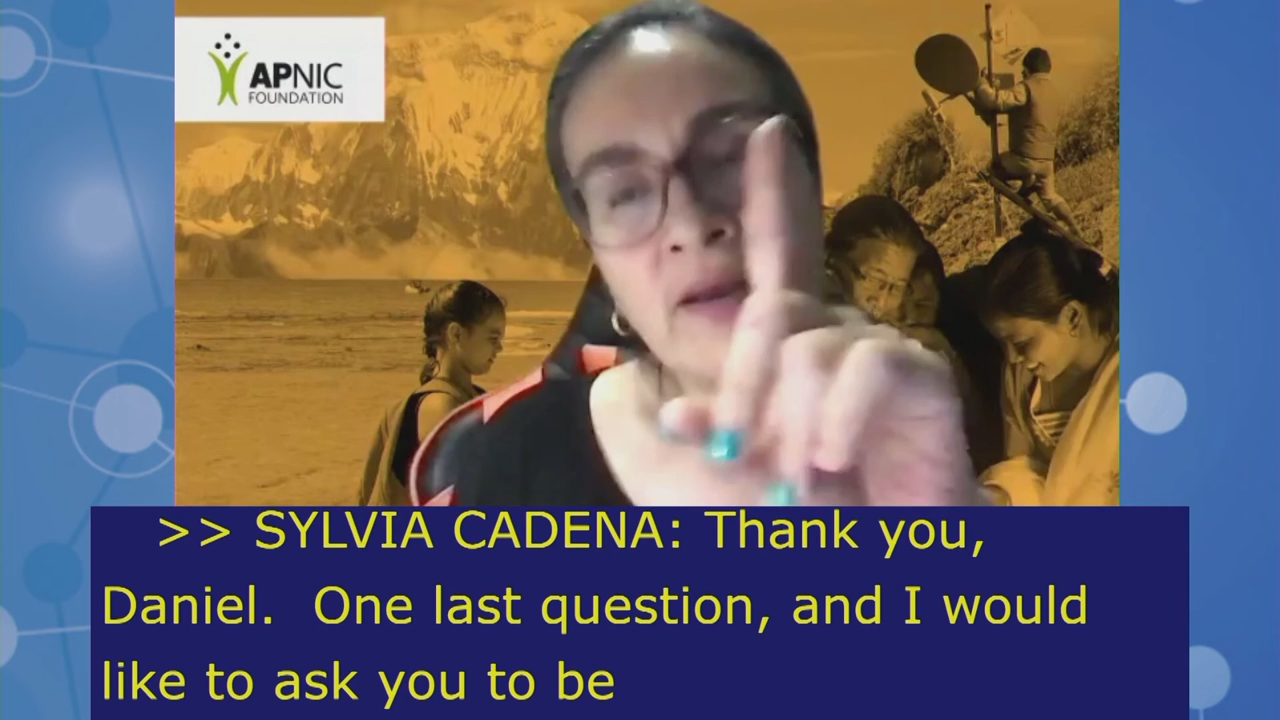 APNIC
FOUNDATION
>> SYLVIA CADENA: Thank you,
Daniel.  One last question, and I would
like to ask you to be